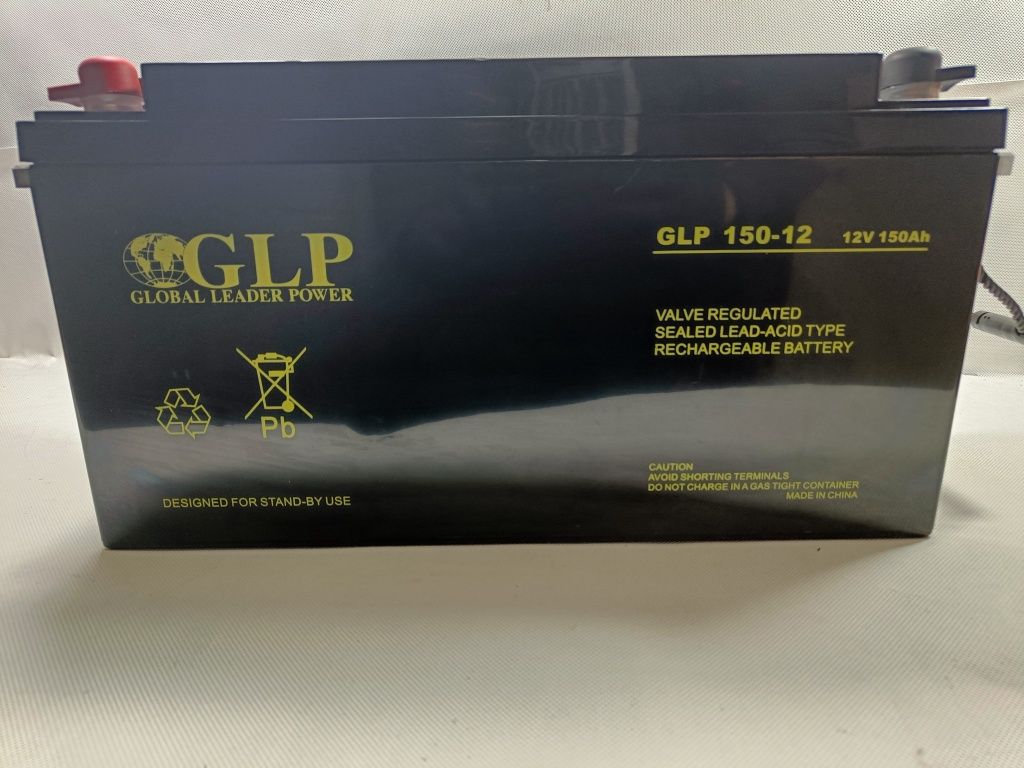 GLP
GLOBAL LEADER POWER
GLP 150-12 12V 150Ah
VALVE REGULATED
SEALED LEAD-ACID TYPE
RECHARGEABLE BATTERY
Pb
DESIGNED FOR STAND-BY USE
CAUTION
AVOID SHORTING TERMINALS
DO NOT CHARGE IN A GAS TIGHT CONTAINER
MADE IN CHINA